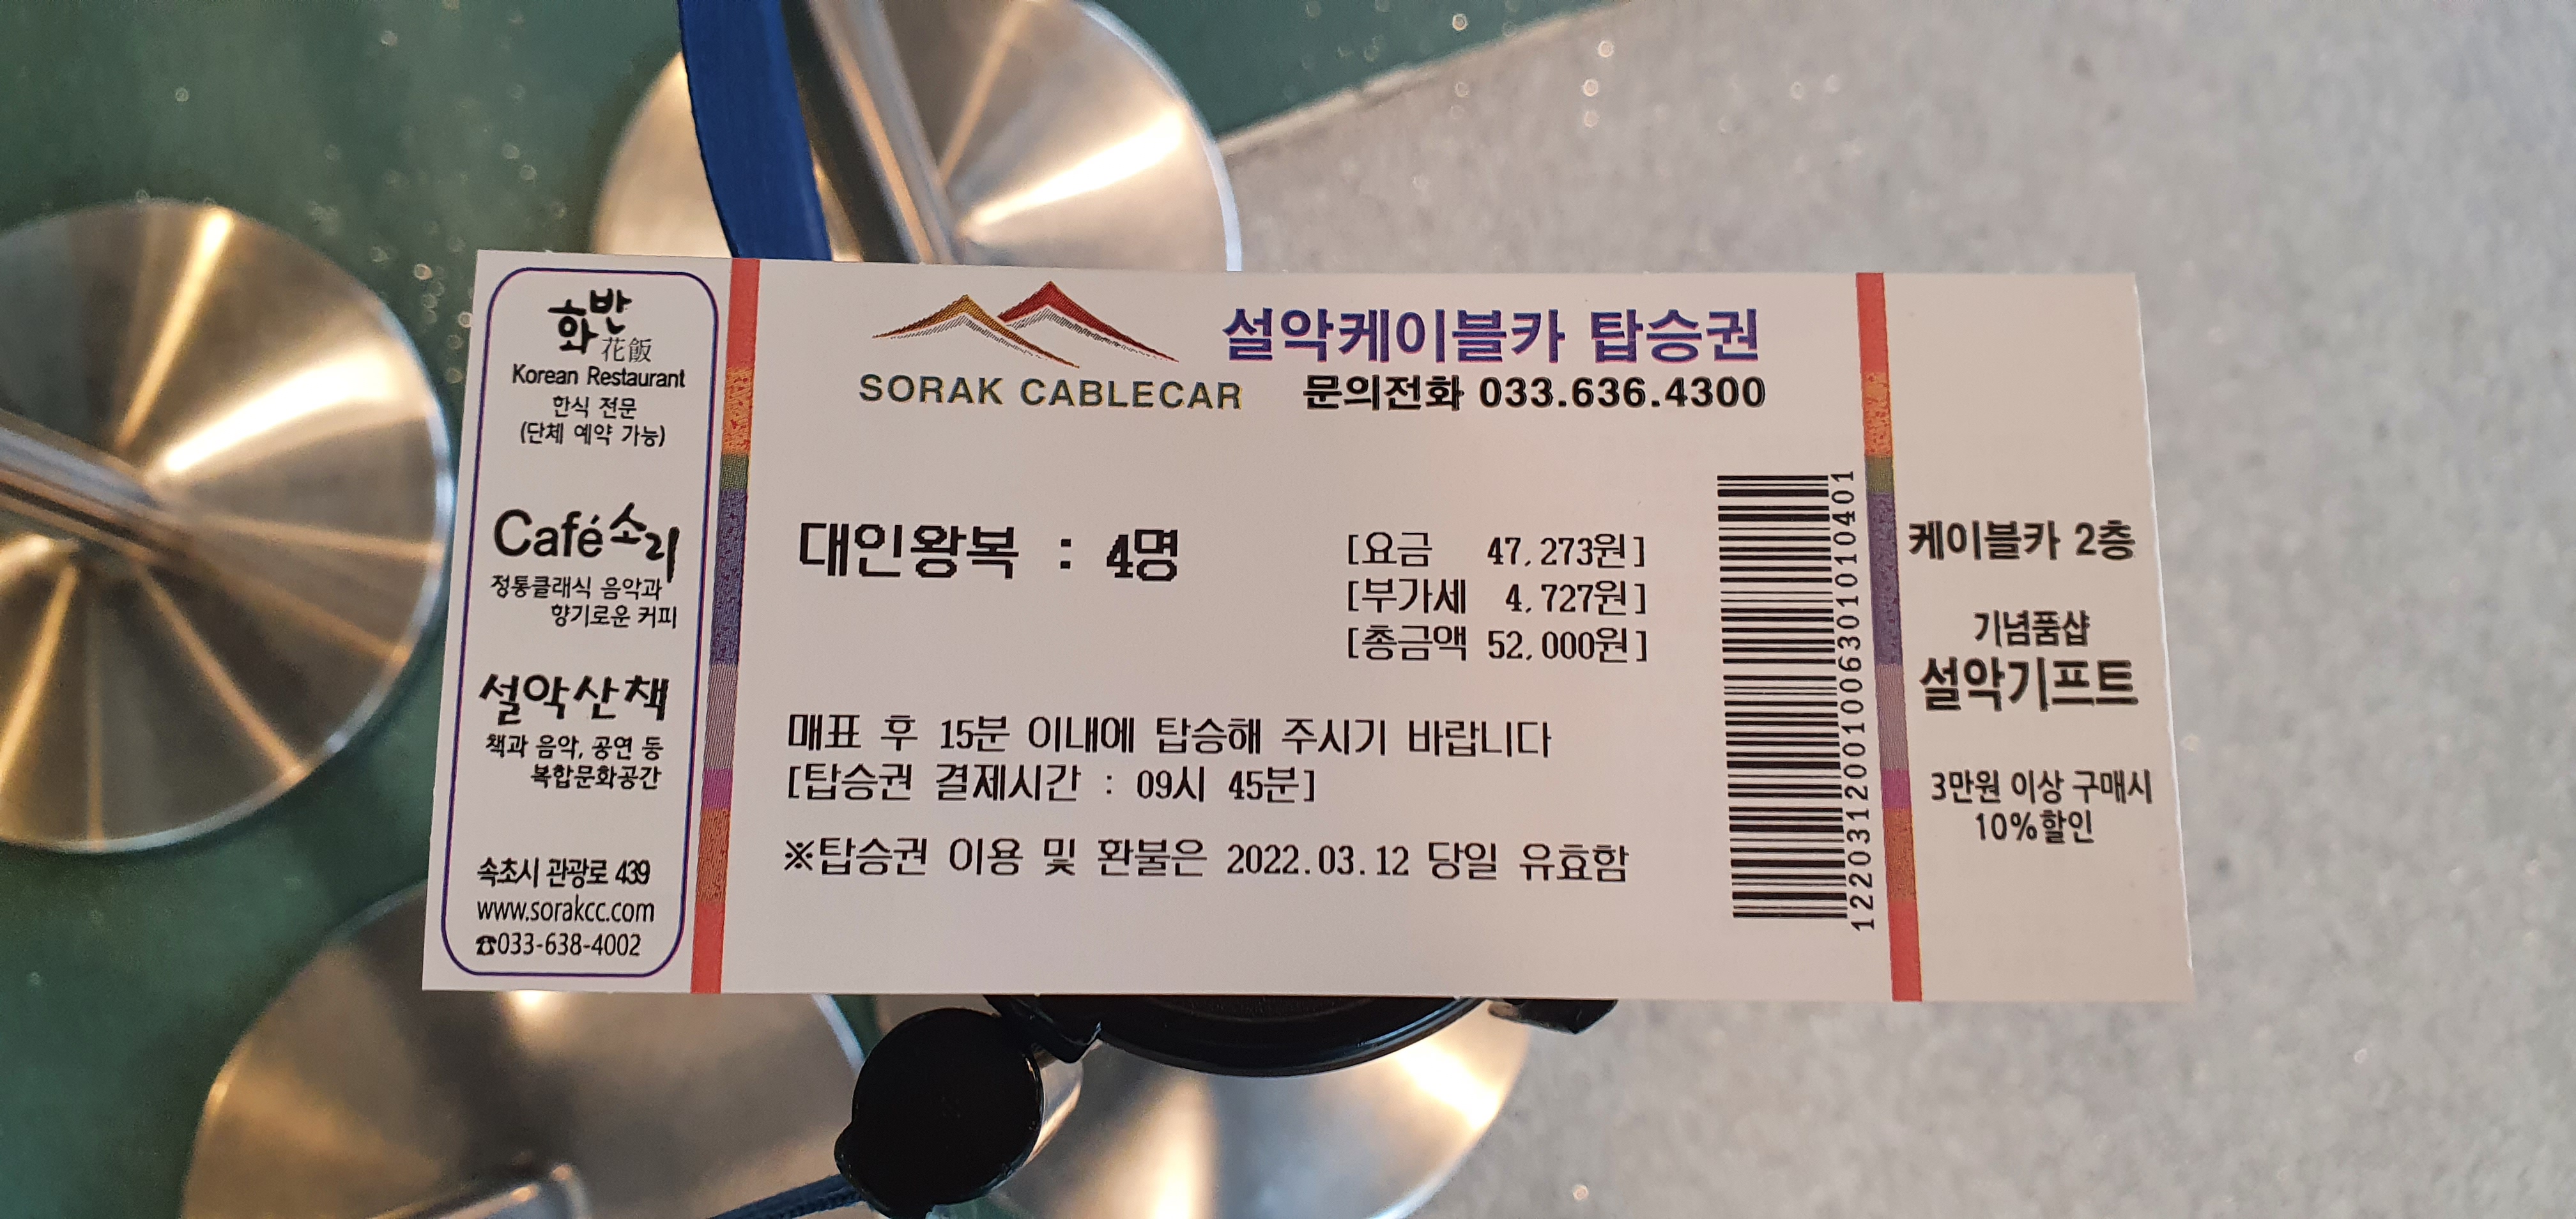 화반
花飯
Korean Restaurant
한식 전문
(단체 예약 가능)
Café 소리
정통클래식 음악과
향기로운 커피
설악산책
책과 음악, 공연 등
복합문화공간
속초시 관광로 439
www.sorakcc.com
☎033-638-4002
설악케이블카 탑승권
SORAK CABLECAR
문의전화 033.636.4300
대인왕복 : 4명
[요금 47,273원]
[부가세 4,727원]
[총금액 52,000원]
매표 후 15분 이내에 탑승해 주시기 바랍니다
[탑승권 결제시간 : 09시 45분]
※탑승권 이용 및 환불은 2022.03.12 당일 유효함
1220312001006301010401
케이블카 2층
기념품샵
설악기프트
3만원 이상 구매시
10%할인